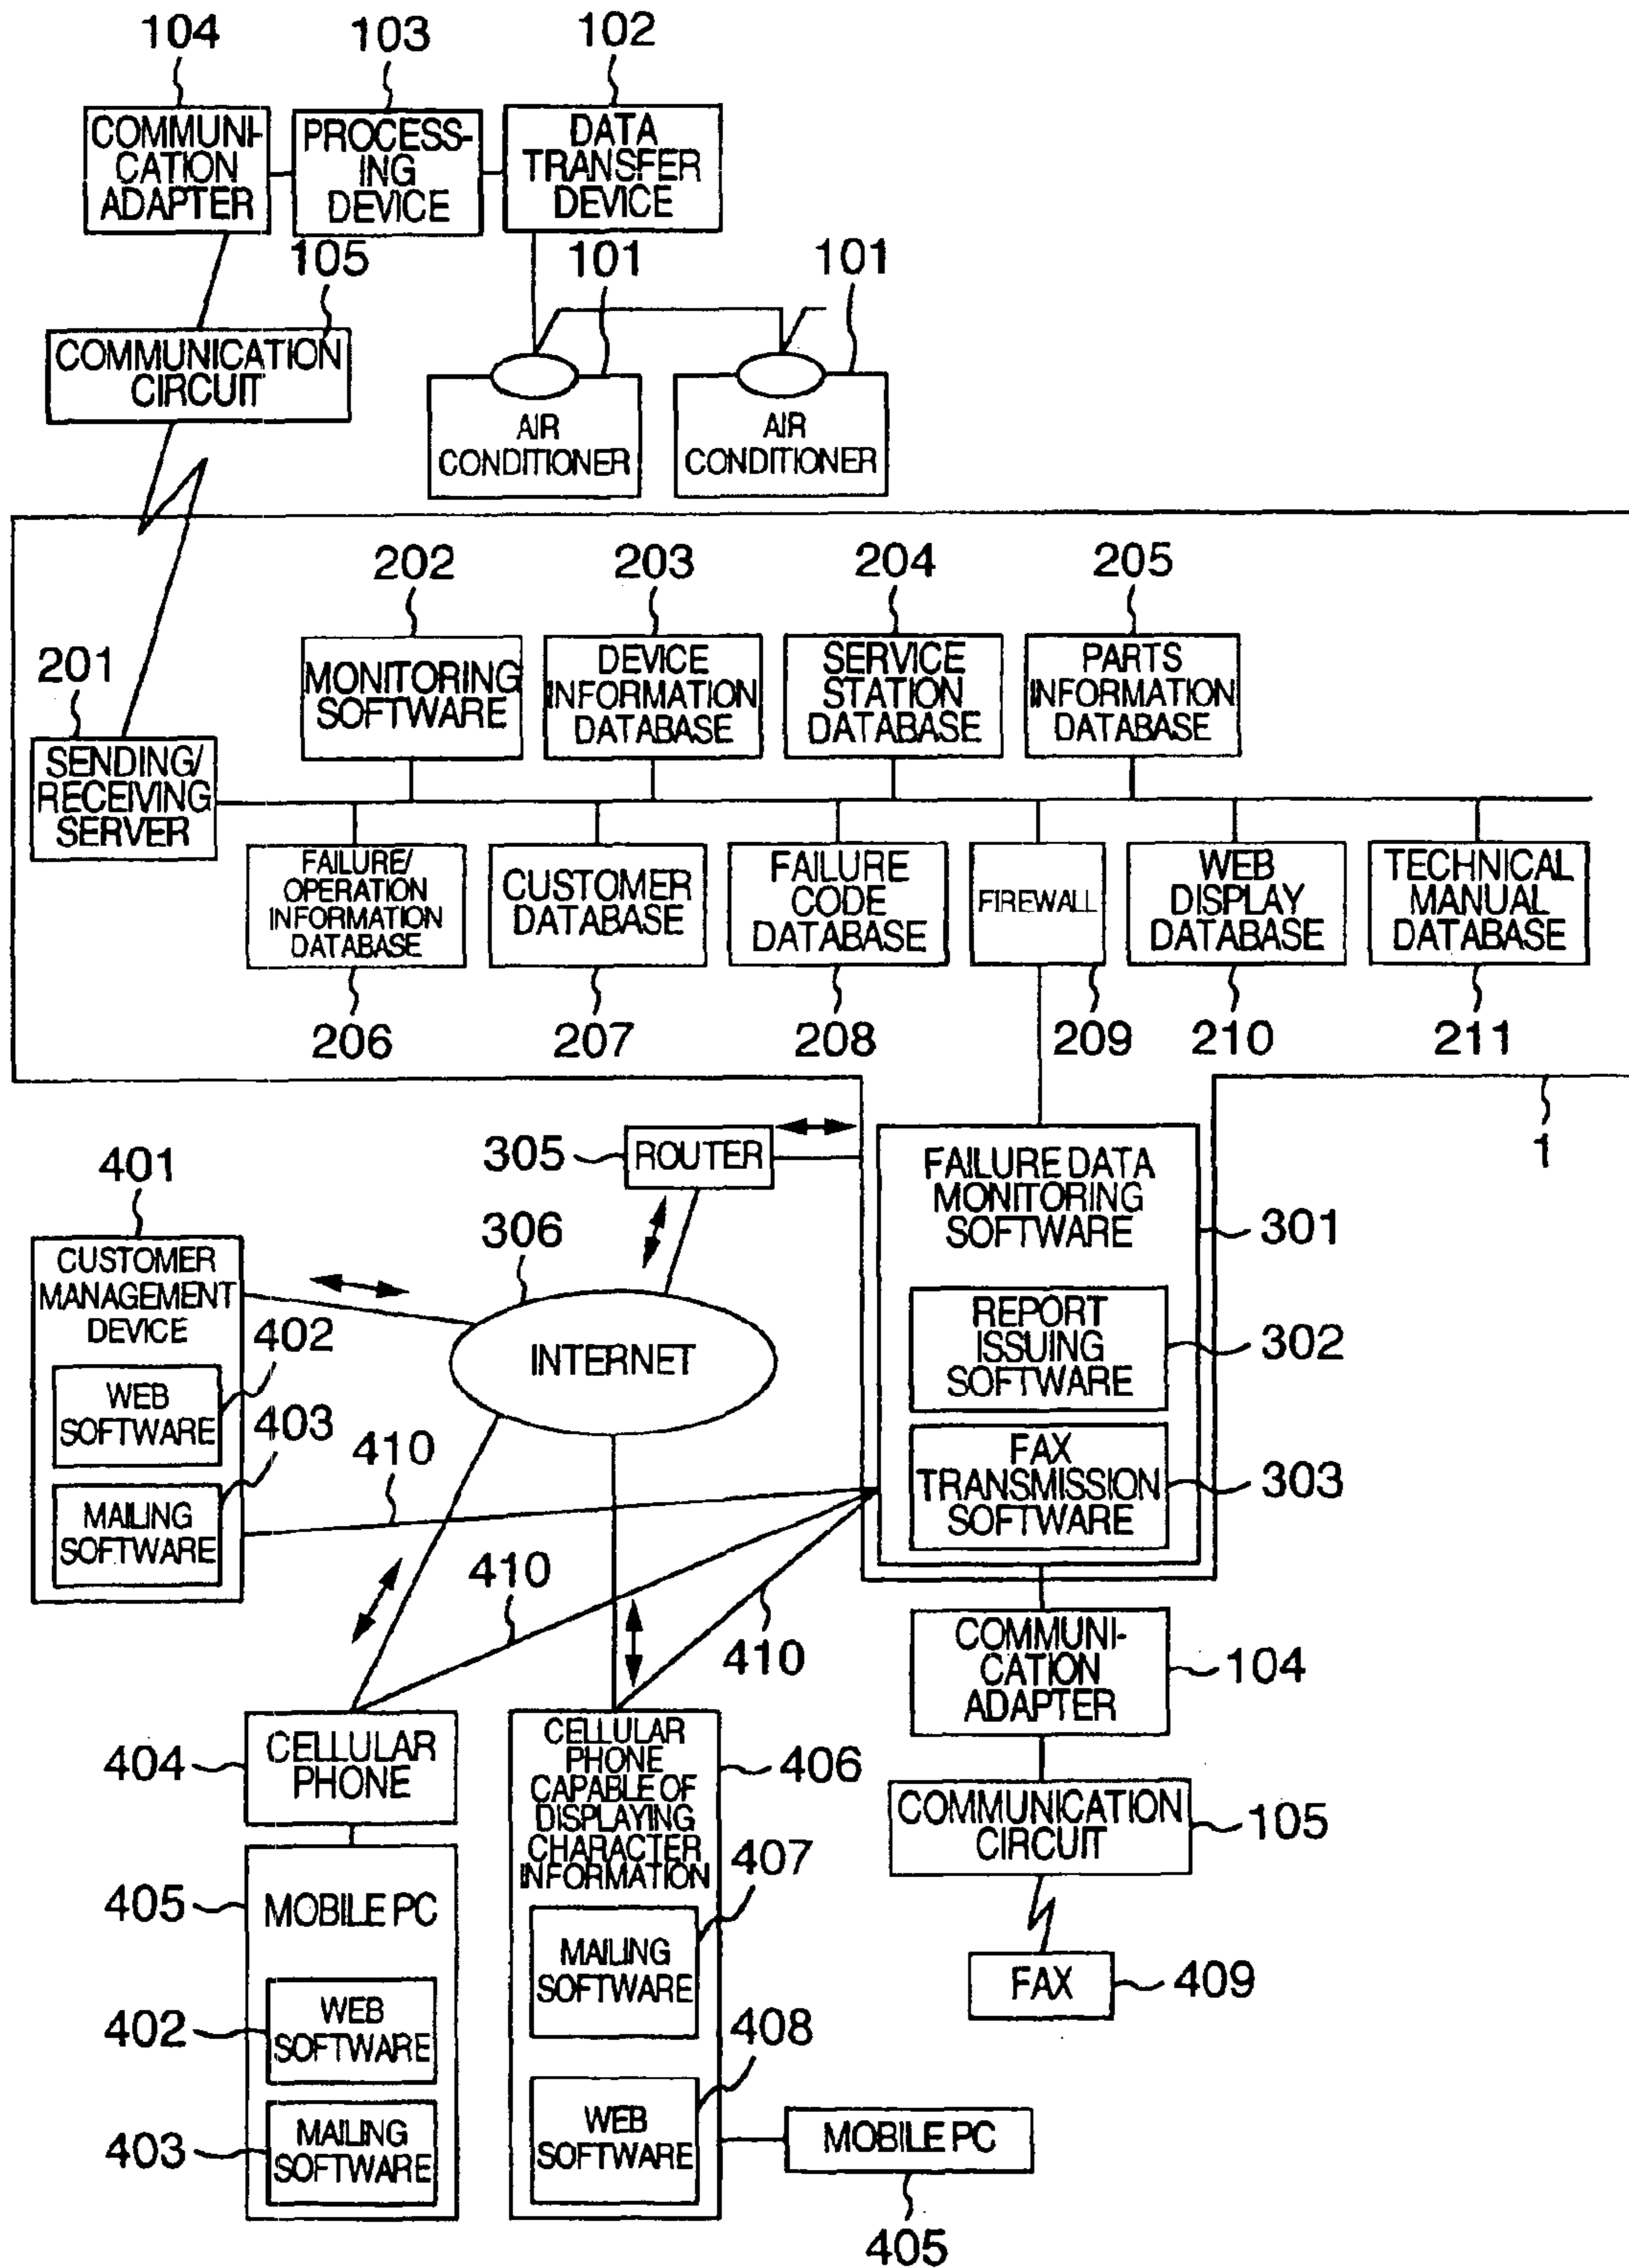 104
103
102
COMMUNI-
CATION
ADAPTER
PROCESS-
ING
DEVICE
DATA
TRANSFER
DEVICE
105
101
101
COMMUNICATION
CIRCUIT
AIR
CONDITIONER
AIR
CONDITIONER
202
203
204
205
201
MONITORING
SOFTWARE
DEVICE
INFORMATION
DATABASE
SERVICE
STATION
DATABASE
PARTS
INFORMATION
DATABASE
SENDING/
RECEIVING
SERVER
FAILURE/
OPERATION
INFORMATION
DATABASE
CUSTOMER
DATABASE
FAILURE
CODE
DATABASE
FIREWALL
WEB
DISPLAY
DATABASE
TECHNICAL
MANUAL
DATABASE
206
207
208
209
210
211
1
305
ROUTER
FAILURE DATA
MONITORING
SOFTWARE
301
REPORT
ISSUING
SOFTWARE
302
FAX
TRANSMISSION
SOFTWARE
303
401
306
CUSTOMER
MANAGEMENT
DEVICE
402
WEB
SOFTWARE
403
MAILING
SOFTWARE
INTERNET
410
410
410
COMMUNI-
CATION
ADAPTER
104
COMMUNICATION
CIRCUIT
105
FAX
409
404
CELLULAR
PHONE
405
MOBILE PC
402
WEB
SOFTWARE
403
MAILING
SOFTWARE
CELLULAR
PHONE
CAPABLE OF
DISPLAYING
CHARACTER
INFORMATION
406
407
MAILING
SOFTWARE
408
WEB
SOFTWARE
MOBILE PC
405